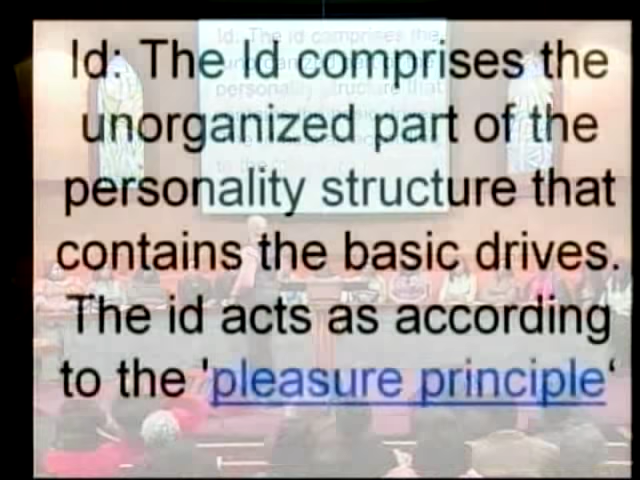 Id: The Id comprises the
unorganized part of the
personality structure that
contains the basic drives.
The id acts as according
to the 'pleasure principle‘